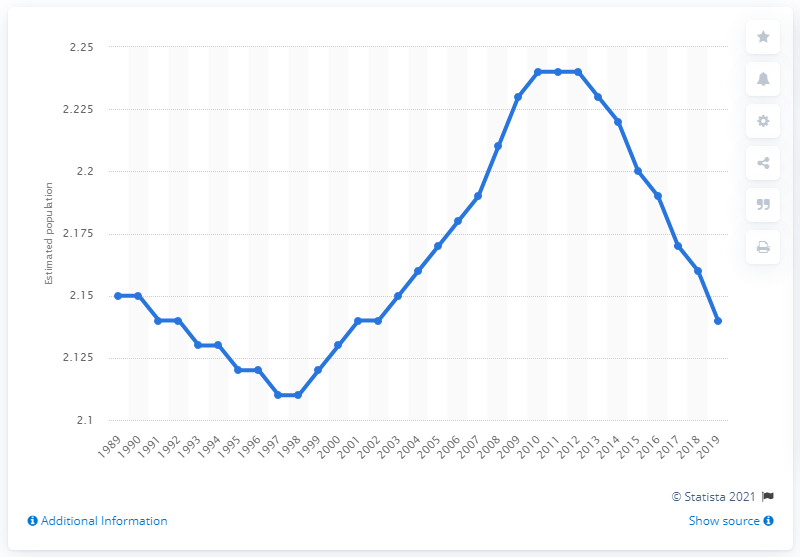 2.25
2.225
2.2
2.175
2.15
2.125
2.1
Estimated population
1989 1990 1991 1992 1993 1994 1995 1996 1997 1998 1999 2000 2001 2002 2003 2004 2005 2006 2007 2008 2009 2010 2011 2012 2013 2014 2015 2016 2017 2018 2019
© Statista 2021
Additional Information
Show source